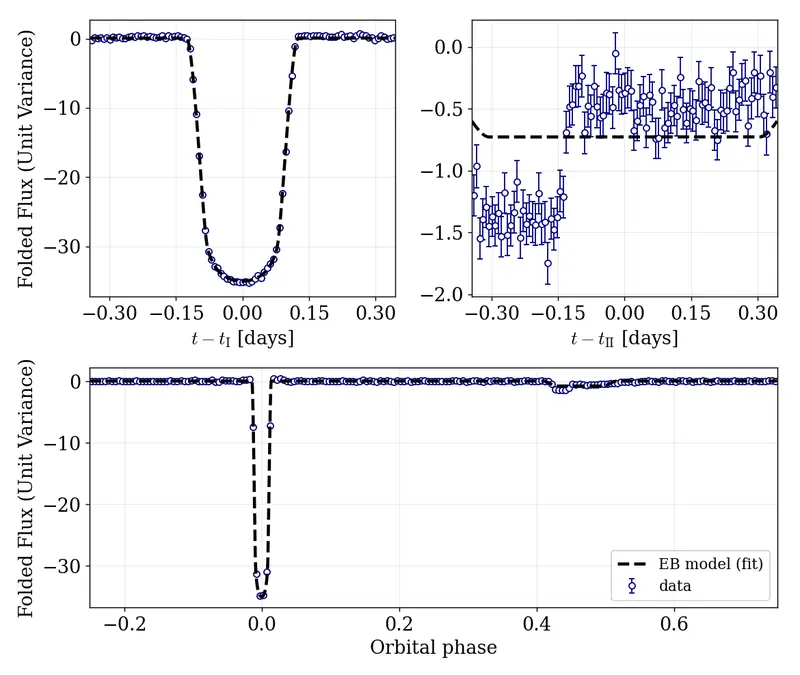 Folded Flux (Unit Variance)
0
−10
−20
−30
−0.30 −0.15 0.00 0.15 0.30
t − tI [days]
0.0
−0.5
−1.0
−1.5
−2.0
−0.30 −0.15 0.00 0.15 0.30
t − tII [days]
Folded Flux (Unit Variance)
0
−10
−20
−30
EB model (fit)
data
−0.2 0.0 0.2 0.4 0.6
Orbital phase